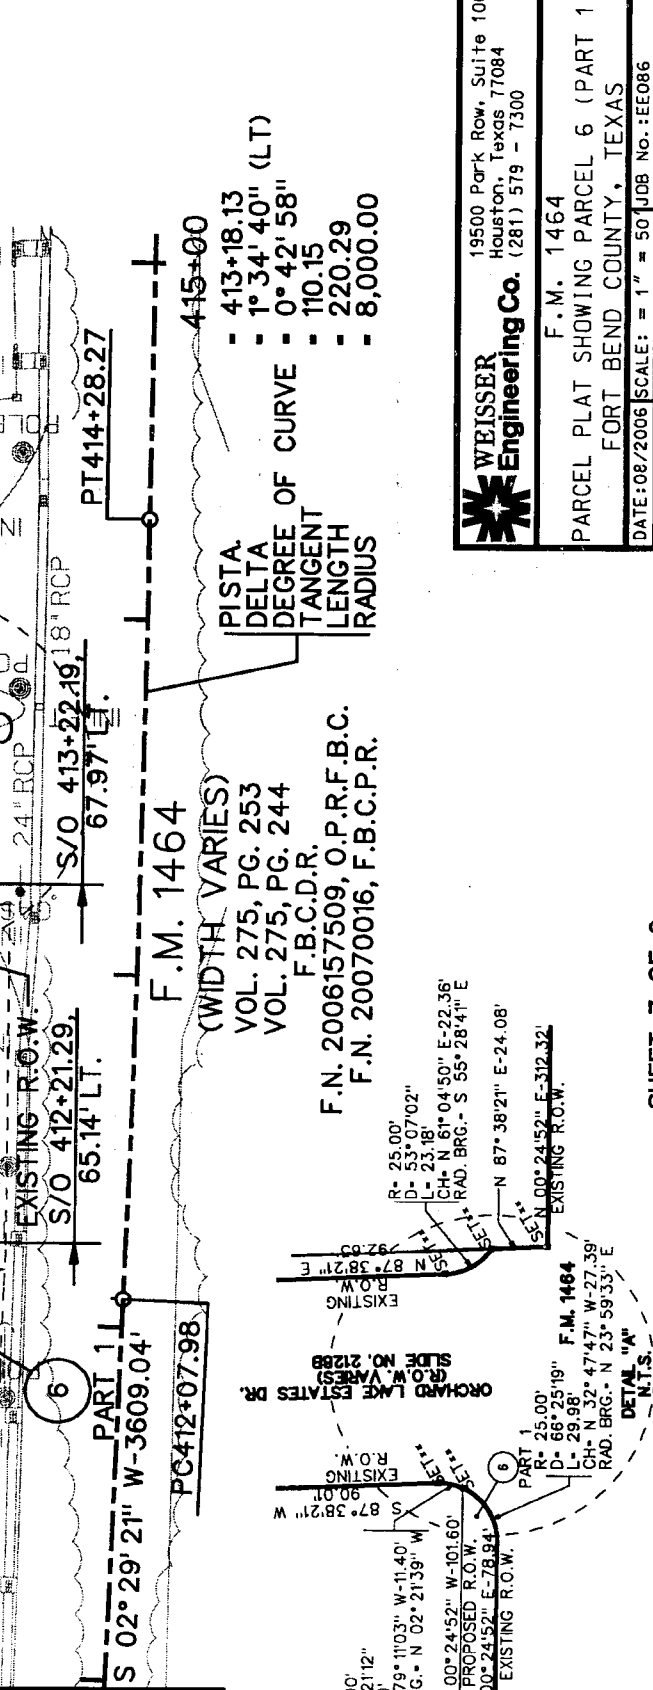 PT414+28.27
415+00
18"RCP
24"RCP
S/O 413+22.19,
67.97' LT.
EXISTING R.O.W.
S/O 412+21.29,
65.14' LT.
6
PART 1
S 02° 29' 21" W-3609.04'
PC412+07.98
F.M. 1464
(WIDTH VARIES)
VOL. 275, PG. 253
VOL. 275, PG. 244
F.B.C.D.R.
F.N. 2006157509, O.P.R.F.B.C.
F.N. 20070016, F.B.C.P.R.
PI STA. = 413+18.13
DELTA = 1° 34' 40" (LT)
DEGREE OF CURVE = 0° 42' 58"
TANGENT = 110.15
LENGTH = 220.29
RADIUS = 8,000.00
WEISSER
Engineering Co.
19500 Park Row, Suite 100
Houston, Texas 77084
(281) 579 - 7300
F.M. 1464
PARCEL PLAT SHOWING PARCEL 6 (PART 1
FORT BEND COUNTY, TEXAS
DATE:08/2006 SCALE: = 1" = 50' JOB No.:EE086
R= 25.00'
D= 53° 07'02"
L= 23.18'
CH= N 61° 04'50" E-22.36'
RAD. BRG.= S 55° 28'41" E
N 87° 38'21" E-24.08'
N 00° 24'52" E-312.32'
EXISTING R.O.W.
SET**
SET**
SET**
N 87° 38'21" E
EXISTING
R.O.W.
ORCHARD LAKE ESTATES DR.
(R.O.W. VARIES)
SLIDE NO. 2128B
EXISTING
R.O.W.
S 87° 38'21" W
90.01'
SET**
SET**
6
PART 1
R= 25.00'
D= 66° 25'19"
L= 29.98'
CH= N 32° 47'47" W-27.39'
RAD. BRG.= N 23° 59'33" E
F.M. 1464
DETAIL "A"
N.T.S.
21'12"
79° 11'03" W-11.40'
G.= N 02° 21'39" W
00° 24'52" W-101.60'
PROPOSED R.O.W.
00° 24'52" E-78.94'
EXISTING R.O.W.